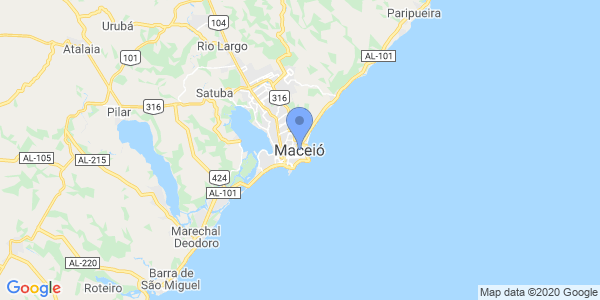 Paripueira
Urubá
104
Rio Largo
Atalaia
101
AL-101
316
Satuba
316
Pilar
Maceió
AL-105
AL-215
424
AL-101
Marechal
Deodoro
AL-220
Barra de
São Miguel
Roteiro
Google
Map data ©2020 Google